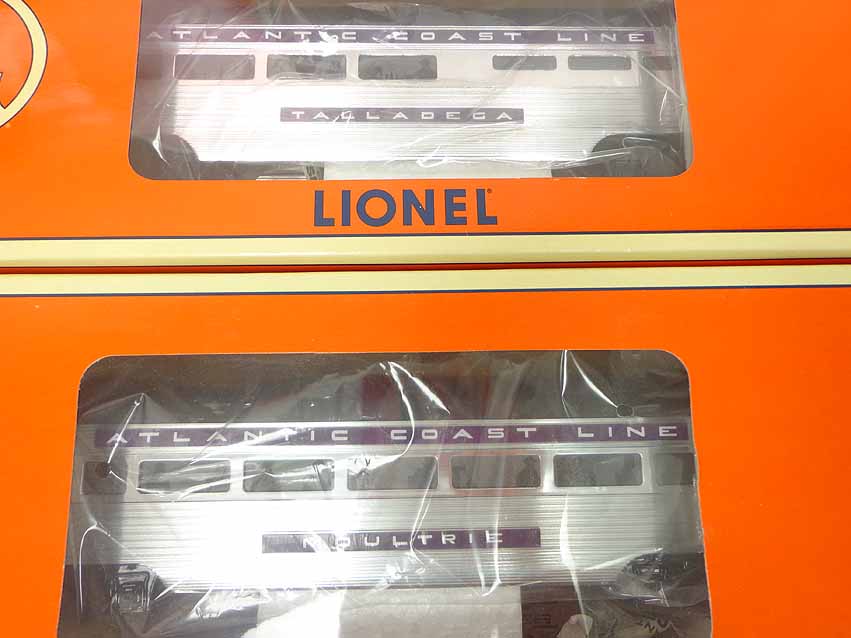 ATLANTIC COAST LINE
TALLADEGA
LIONEL
ATLANTIC COAST LINE
MOULTRIE